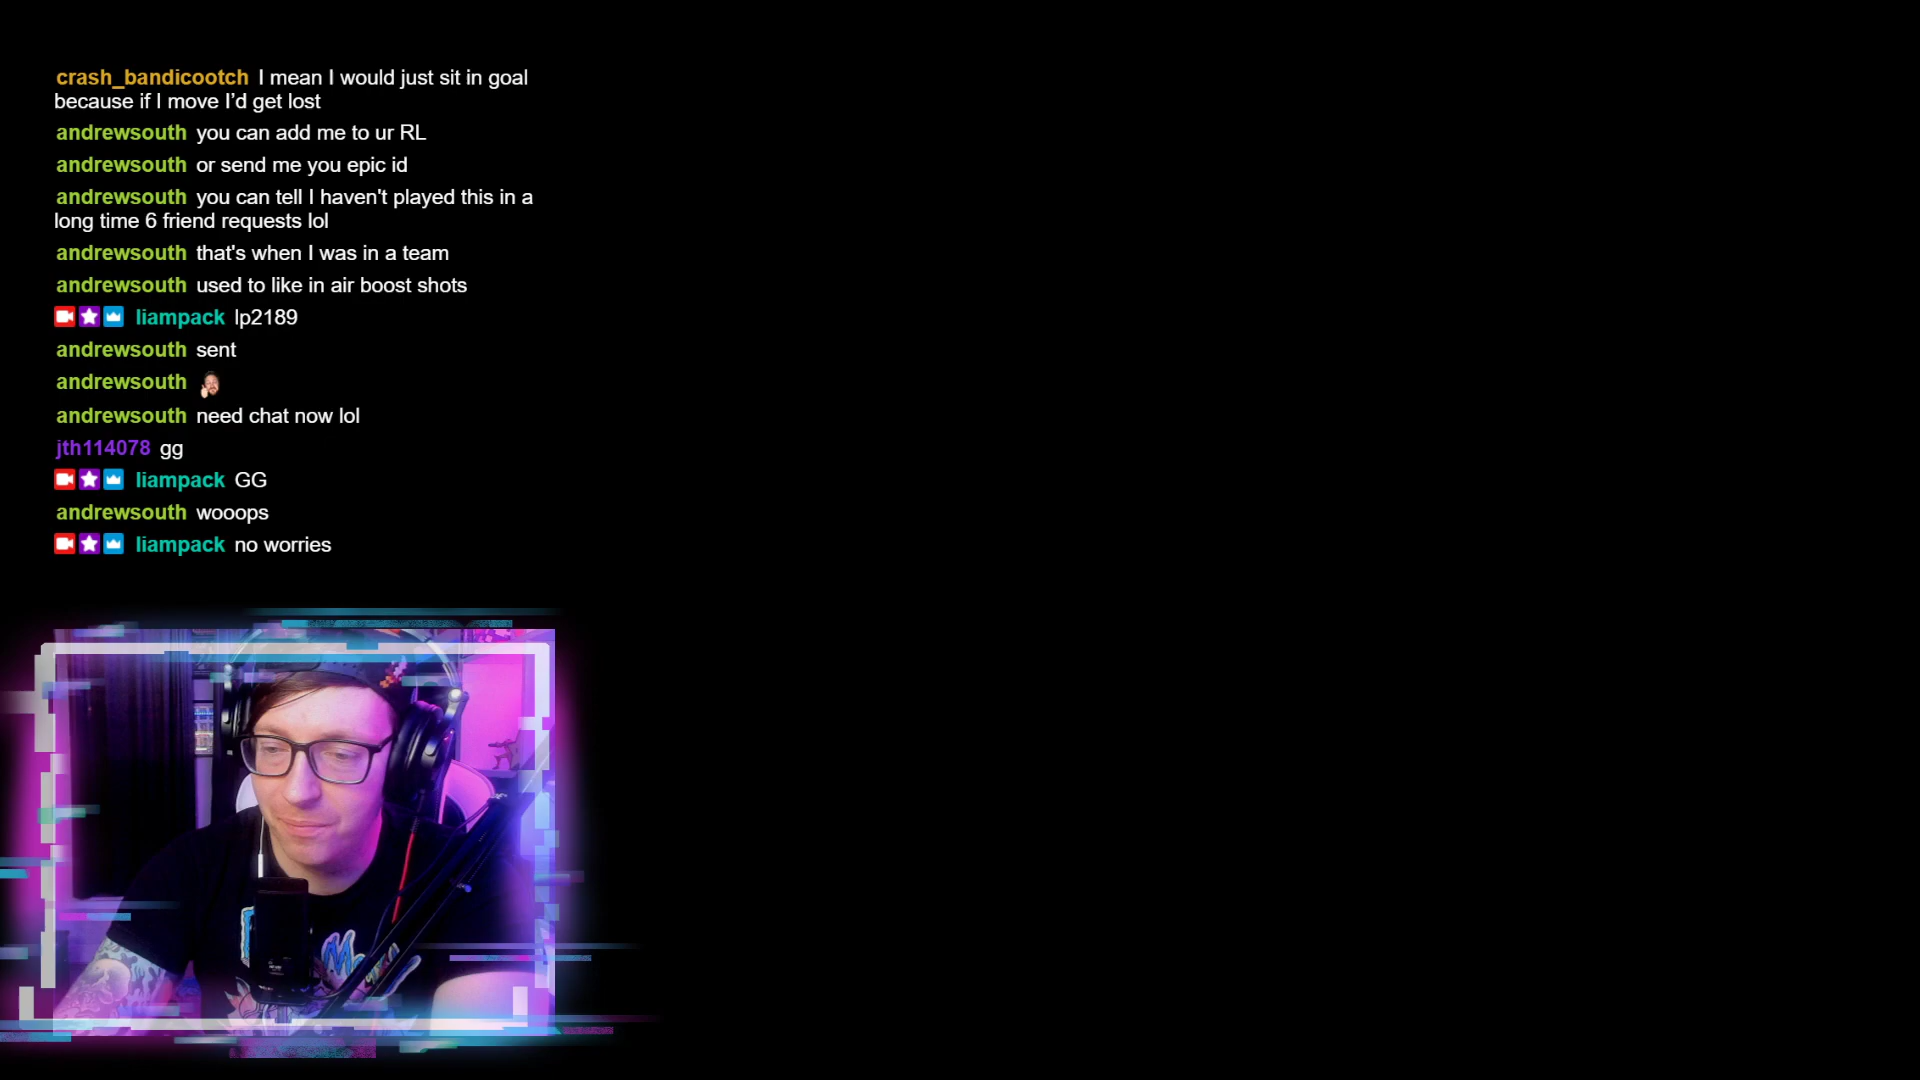 crash_bandicootch I mean I would just sit in goal
because if I move I’d get lost
andrewsouth you can add me to ur RL
andrewsouth or send me you epic id
andrewsouth you can tell I haven't played this in a
long time 6 friend requests lol
andrewsouth that's when I was in a team
andrewsouth used to like in air boost shots
liampack lp2189
andrewsouth sent
andrewsouth
andrewsouth need chat now lol
jth114078 gg
liampack GG
andrewsouth wooops
liampack no worries